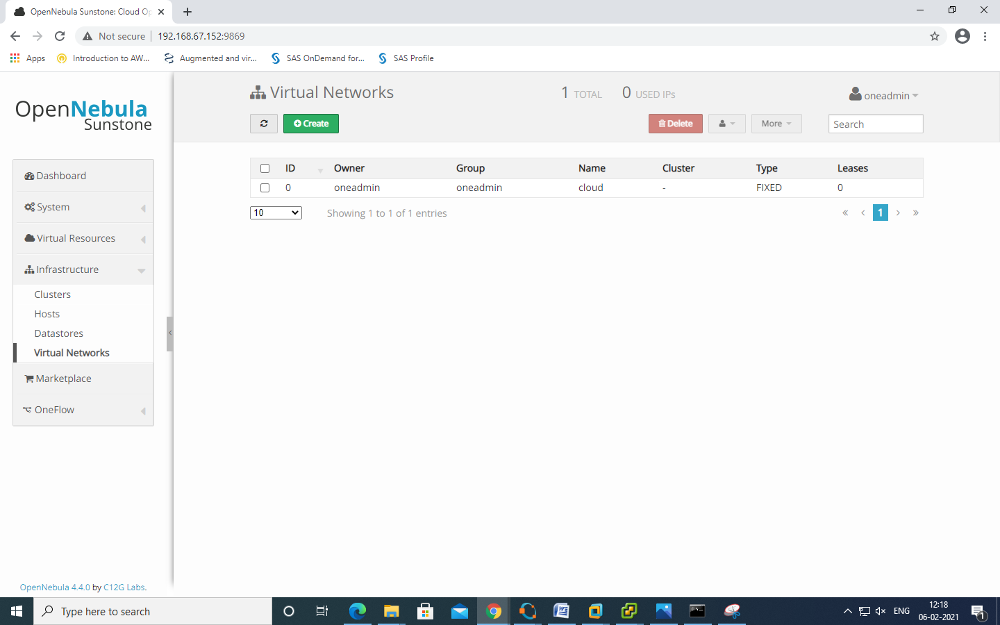 OpenNebula Sunstone: Cloud Op
Not secure
192.168.67.152:9869
Apps
Introduction to AW...
Augmented and vir...
SAS OnDemand for...
SAS Profile
OpenNebula
Sunstone
Virtual Networks
1 TOTAL
0 USED IPs
oneadmin
Create
Delete
More
Search
Dashboard
System
Virtual Resources
Infrastructure
Clusters
Hosts
Datastores
Virtual Networks
Marketplace
OneFlow
ID Owner Group Name Cluster Type Leases
0 oneadmin oneadmin cloud - FIXED 0
10
Showing 1 to 1 of 1 entries
« ‹ 1 › »
OpenNebula 4.4.0 by C12G Labs.
Type here to search
ENG
12:18
06-02-2021
1